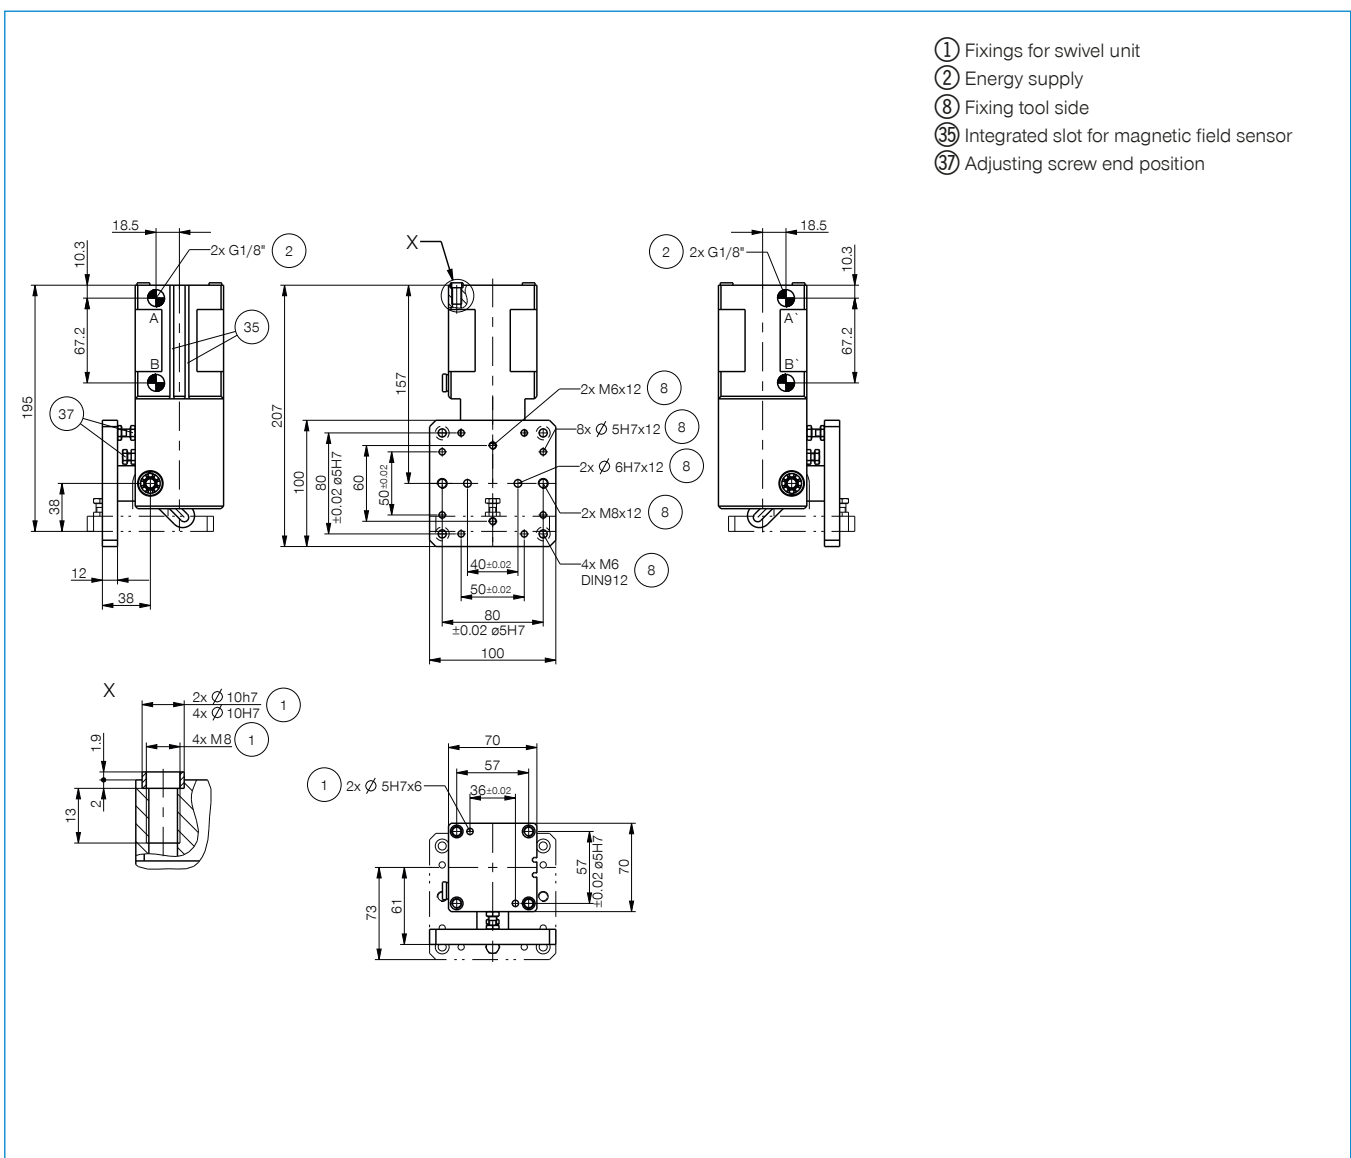 1 Fixings for swivel unit
2 Energy supply
8 Fixing tool side
35 Integrated slot for magnetic field sensor
37 Adjusting screw end position
18.5
10.3
2x G1/8"
2
A
B
67.2
195
35
37
38
12
38
X
157
207
100
80
±0.02 ø5H7
60
50±0.02
2x M6x12
8
8x Ø 5H7x12
8
2x Ø 6H7x12
8
2x M8x12
8
4x M6
DIN912
8
40±0.02
50±0.02
80
±0.02 ø5H7
100
2
2x G1/8"
18.5
10.3
A`
B`
67.2
X
2x Ø 10h7
4x Ø 10H7
1
4x M8
1
1.9
2
13
70
57
36±0.02
1
2x Ø 5H7x6
57
±0.02 ø5H7
70
73
61